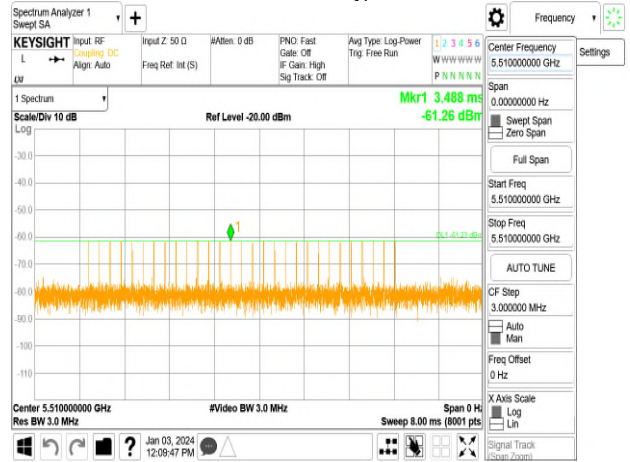 Spectrum Analyzer 1
Swept SA
Frequency
KEYSIGHT
L
Input: RF
Coupling: DC
Align: Auto
Input Z: 50 Ω
Freq Ref: Int (S)
#Atten: 0 dB
PNO: Fast
Gate: Off
IF Gain: High
Sig Track: Off
Avg Type: Log-Power
Trig: Free Run
1 2 3 4 5 6
W W W W W W
P N N N N N
1 Spectrum
Mkr1 3.488 ms
-61.26 dBm
Scale/Div 10 dB
Ref Level -20.00 dBm
Log
-30.0
-40.0
-50.0
-60.0
-70.0
-80.0
-90.0
-100
-110
1
DL1 -61.23 dBm
Center 5.510000000 GHz
#Video BW 3.0 MHz
Span 0 Hz
Res BW 3.0 MHz
Sweep 8.00 ms (8001 pts
Jan 03, 2024
12:09:47 PM
Center Frequency
5.510000000 GHz
Settings
Span
0.00000000 Hz
Swept Span
Zero Span
Full Span
Start Freq
5.510000000 GHz
Stop Freq
5.510000000 GHz
AUTO TUNE
CF Step
3.000000 MHz
Auto
Man
Freq Offset
0 Hz
X Axis Scale
Log
Lin
Signal Track
(Span Zoom)